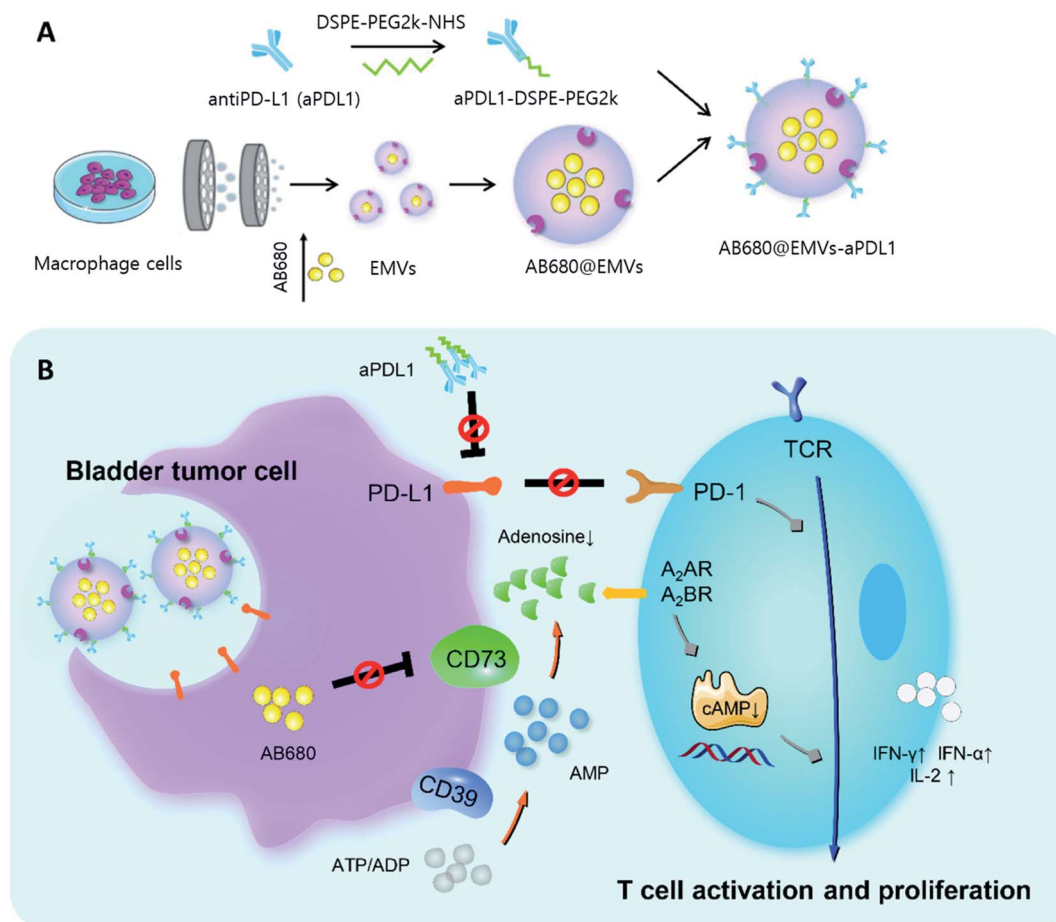 A
DSPE-PEG2k-NHS
antiPD-L1 (aPDL1)
aPDL1-DSPE-PEG2k
Macrophage cells
AB680
EMVs
AB680@EMVs
AB680@EMVs-aPDL1
B
aPDL1
Bladder tumor cell
TCR
PD-L1
PD-1
Adenosine↓
A₂AR
A₂BR
CD73
cAMP↓
AB680
AMP
IFN-γ↑ IFN-α↑
IL-2 ↑
CD39
ATP/ADP
T cell activation and proliferation